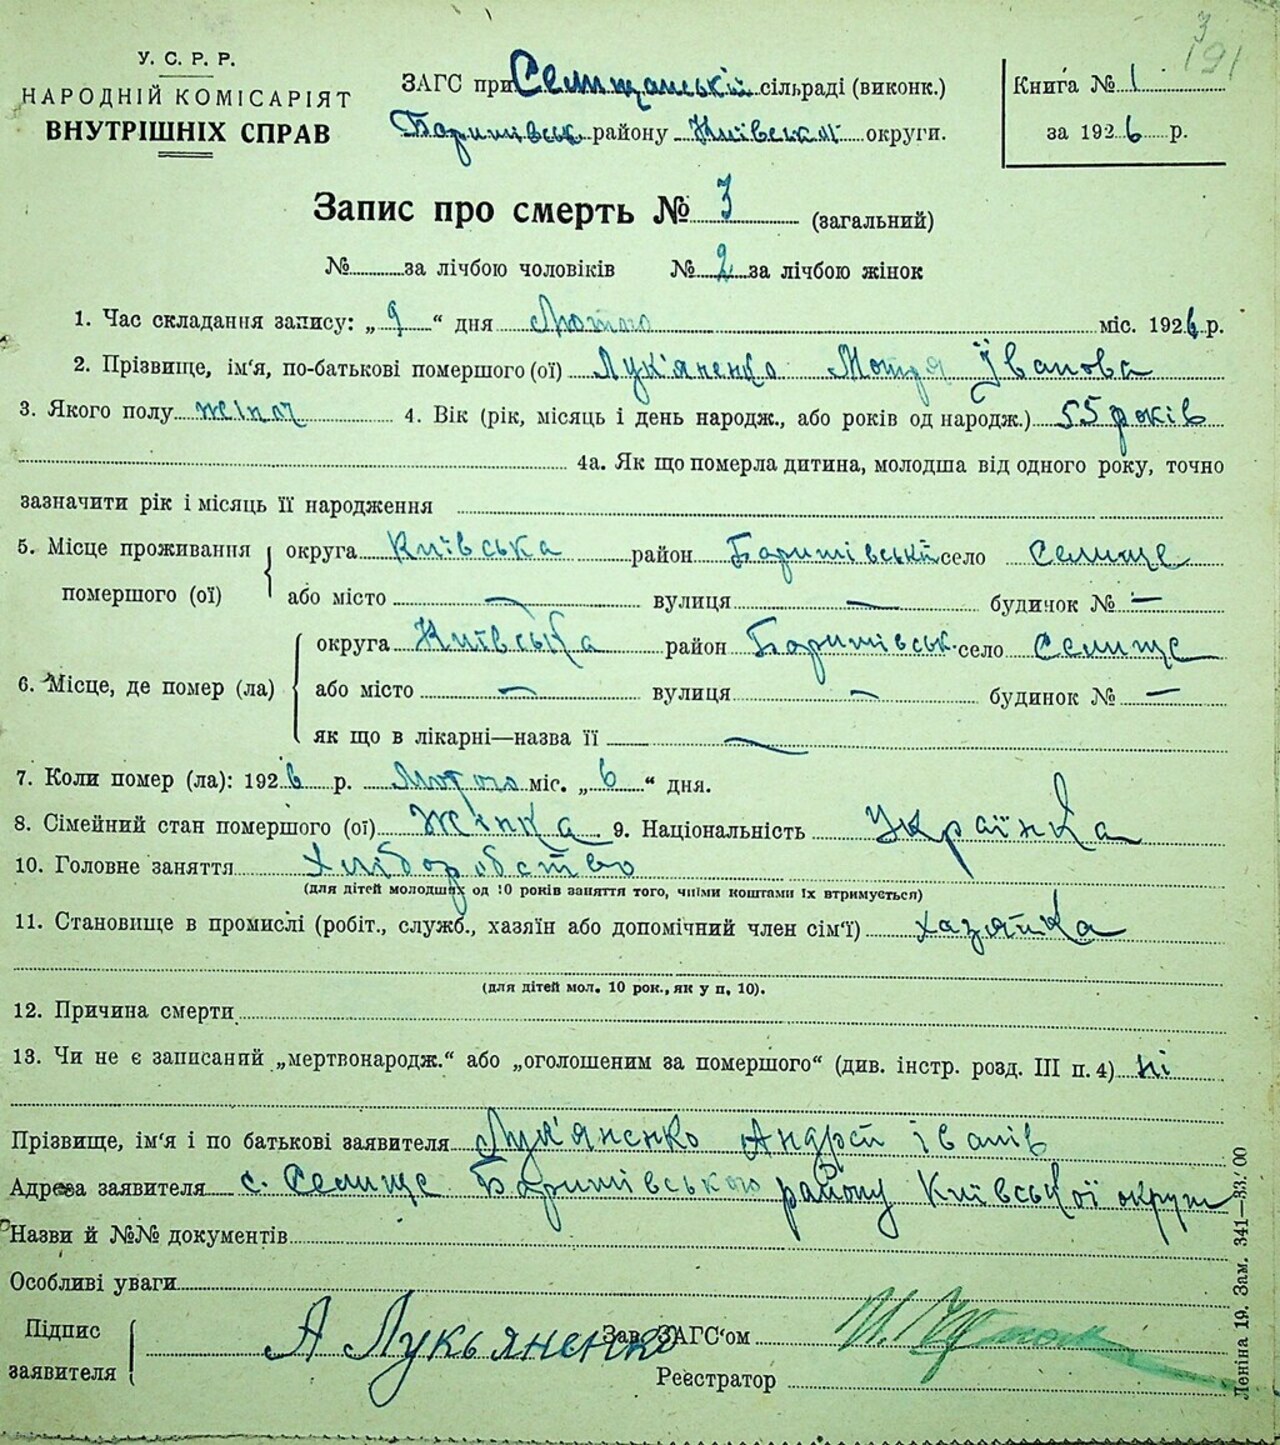 3
191
У. С. Р. Р.
НАРОДНІЙ КОМІСАРІЯТ
ВНУТРІШНІХ СПРАВ
ЗАГС при Селищанській сільраді (виконк.)
Баришівськ району Київськоі округи.
Книга № 1
за 1926 р.
Запис про смерть № 3 (загальний)
№ за лічбою чоловіків № 2 за лічбою жінок
1. Час складання запису: „9“ дня Лютого міс. 1926 р.
2. Прізвище, ім‘я, по-батькові помершого (ої) Лук'яненко Мотря Їванова
3. Якого полу жіноч 4. Вік (рік, місяць і день народж., або років од народж.) 55 років
4а. Як що померла дитина, молодша від одного року, точно
зазначити рік і місяць її народження
5. Місце проживання помершого (ої) округа Київська район Баришівський село Селище
або місто — вулиця — будинок № —
6. Місце, де помер (ла) округа Київська район Баришівськ. село Селище
або місто — вулиця — будинок № —
як що в лікарні—назва її —
7. Коли помер (ла): 1926 р. Лютого міс. „6“ дня.
8. Сімейний стан помершого (ої) Жінка 9. Національність Українка
10. Головне заняття Хліборобство
(для дітей молодших од 10 років заняття того, чиїми коштами їх втримується)
11. Становище в промислі (робіт., служб., хазяїн або допомічний член сім‘ї) хазяйка
(для дітей мол. 10 рок., як у п. 10).
12. Причина смерти
13. Чи не є записаний „мертвонародж.“ або „оголошеним за помершого“ (див. інстр. розд. III п. 4) ні
Прізвище, ім‘я і по батькові заявителя Лук'яненко Андрей Іванів
Адреса заявителя с. Селище Баришівського району Київської округи
Назви й №№ документів
Особливі уваги
Підпис заявителя А Лукьяненко Зав. ЗАГС‘ом
Реєстратор
Леніна 19. Зам. 341—33.00